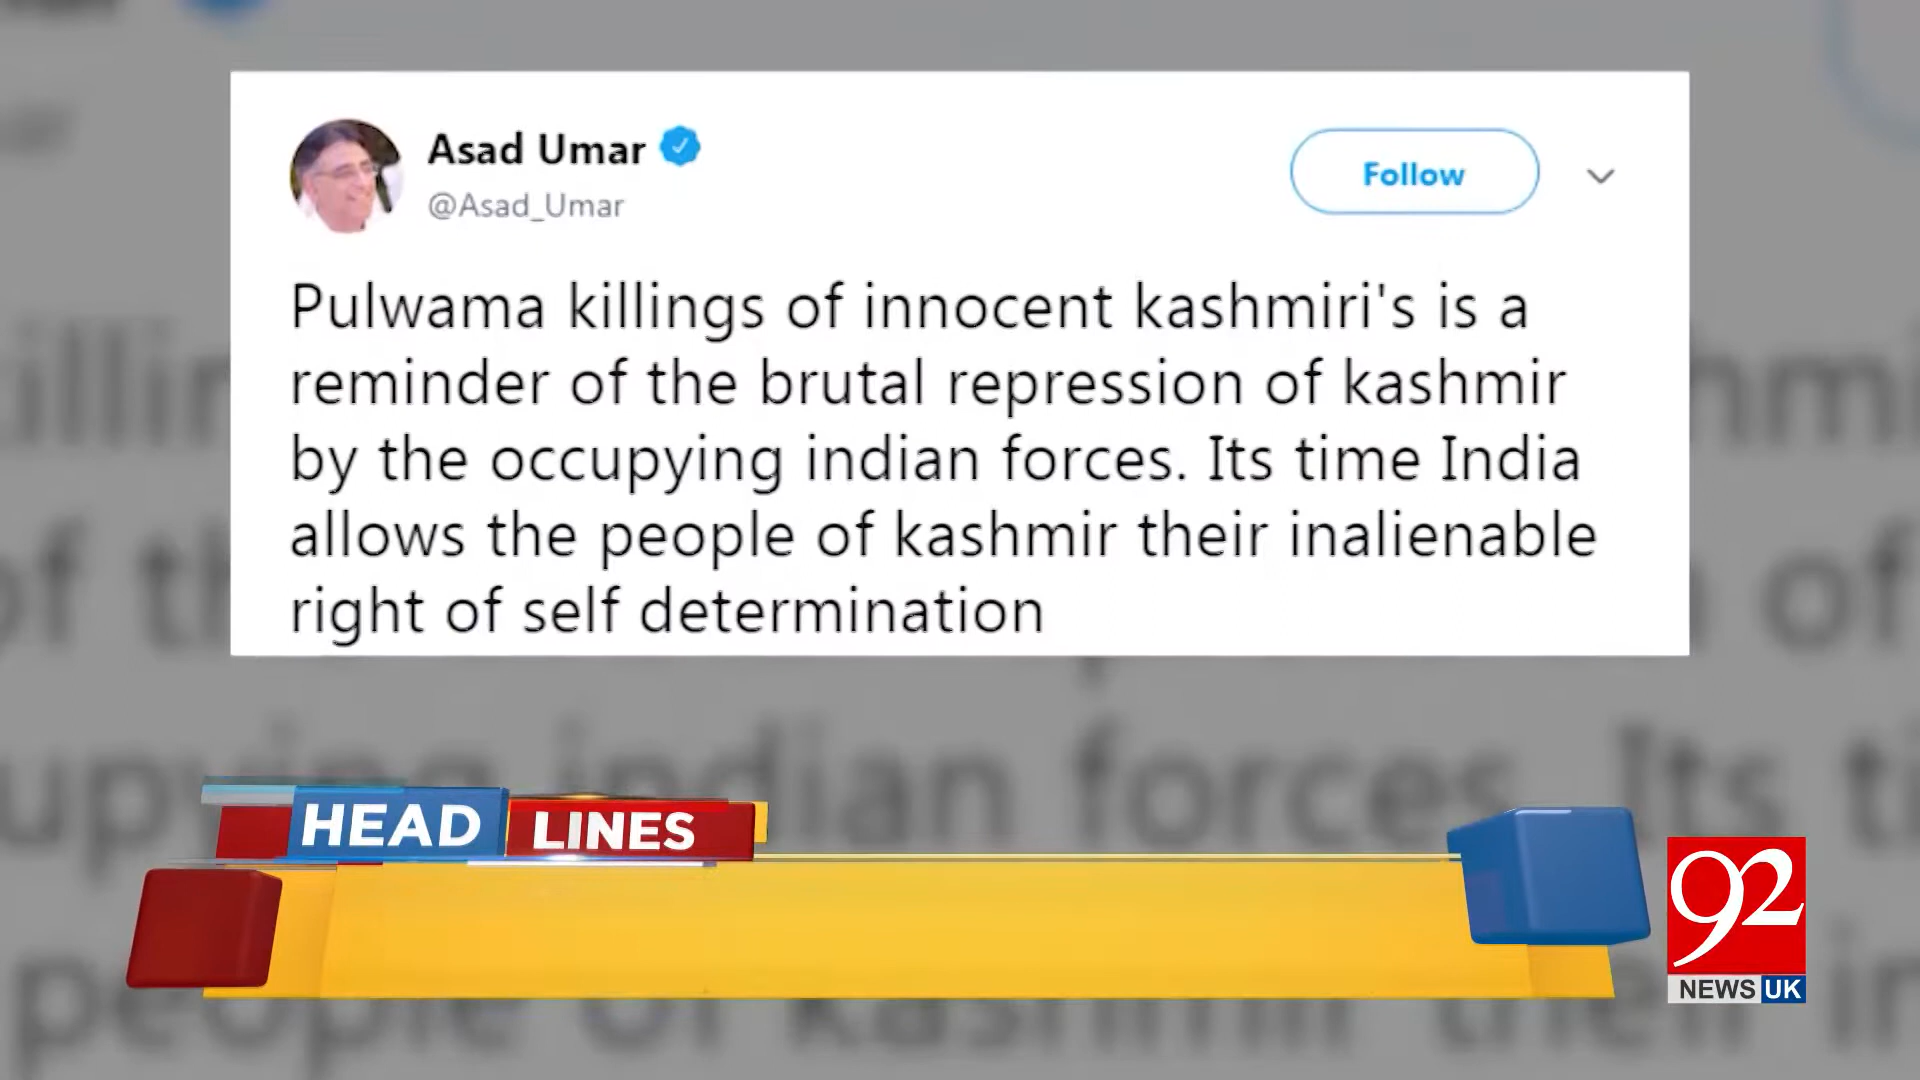 Asad Umar
@Asad_Umar
Follow
Pulwama killings of innocent kashmiri's is a
reminder of the brutal repression of kashmir
by the occupying indian forces. Its time India
allows the people of kashmir their inalienable
right of self determination
HEAD LINES
92
NEWS UK